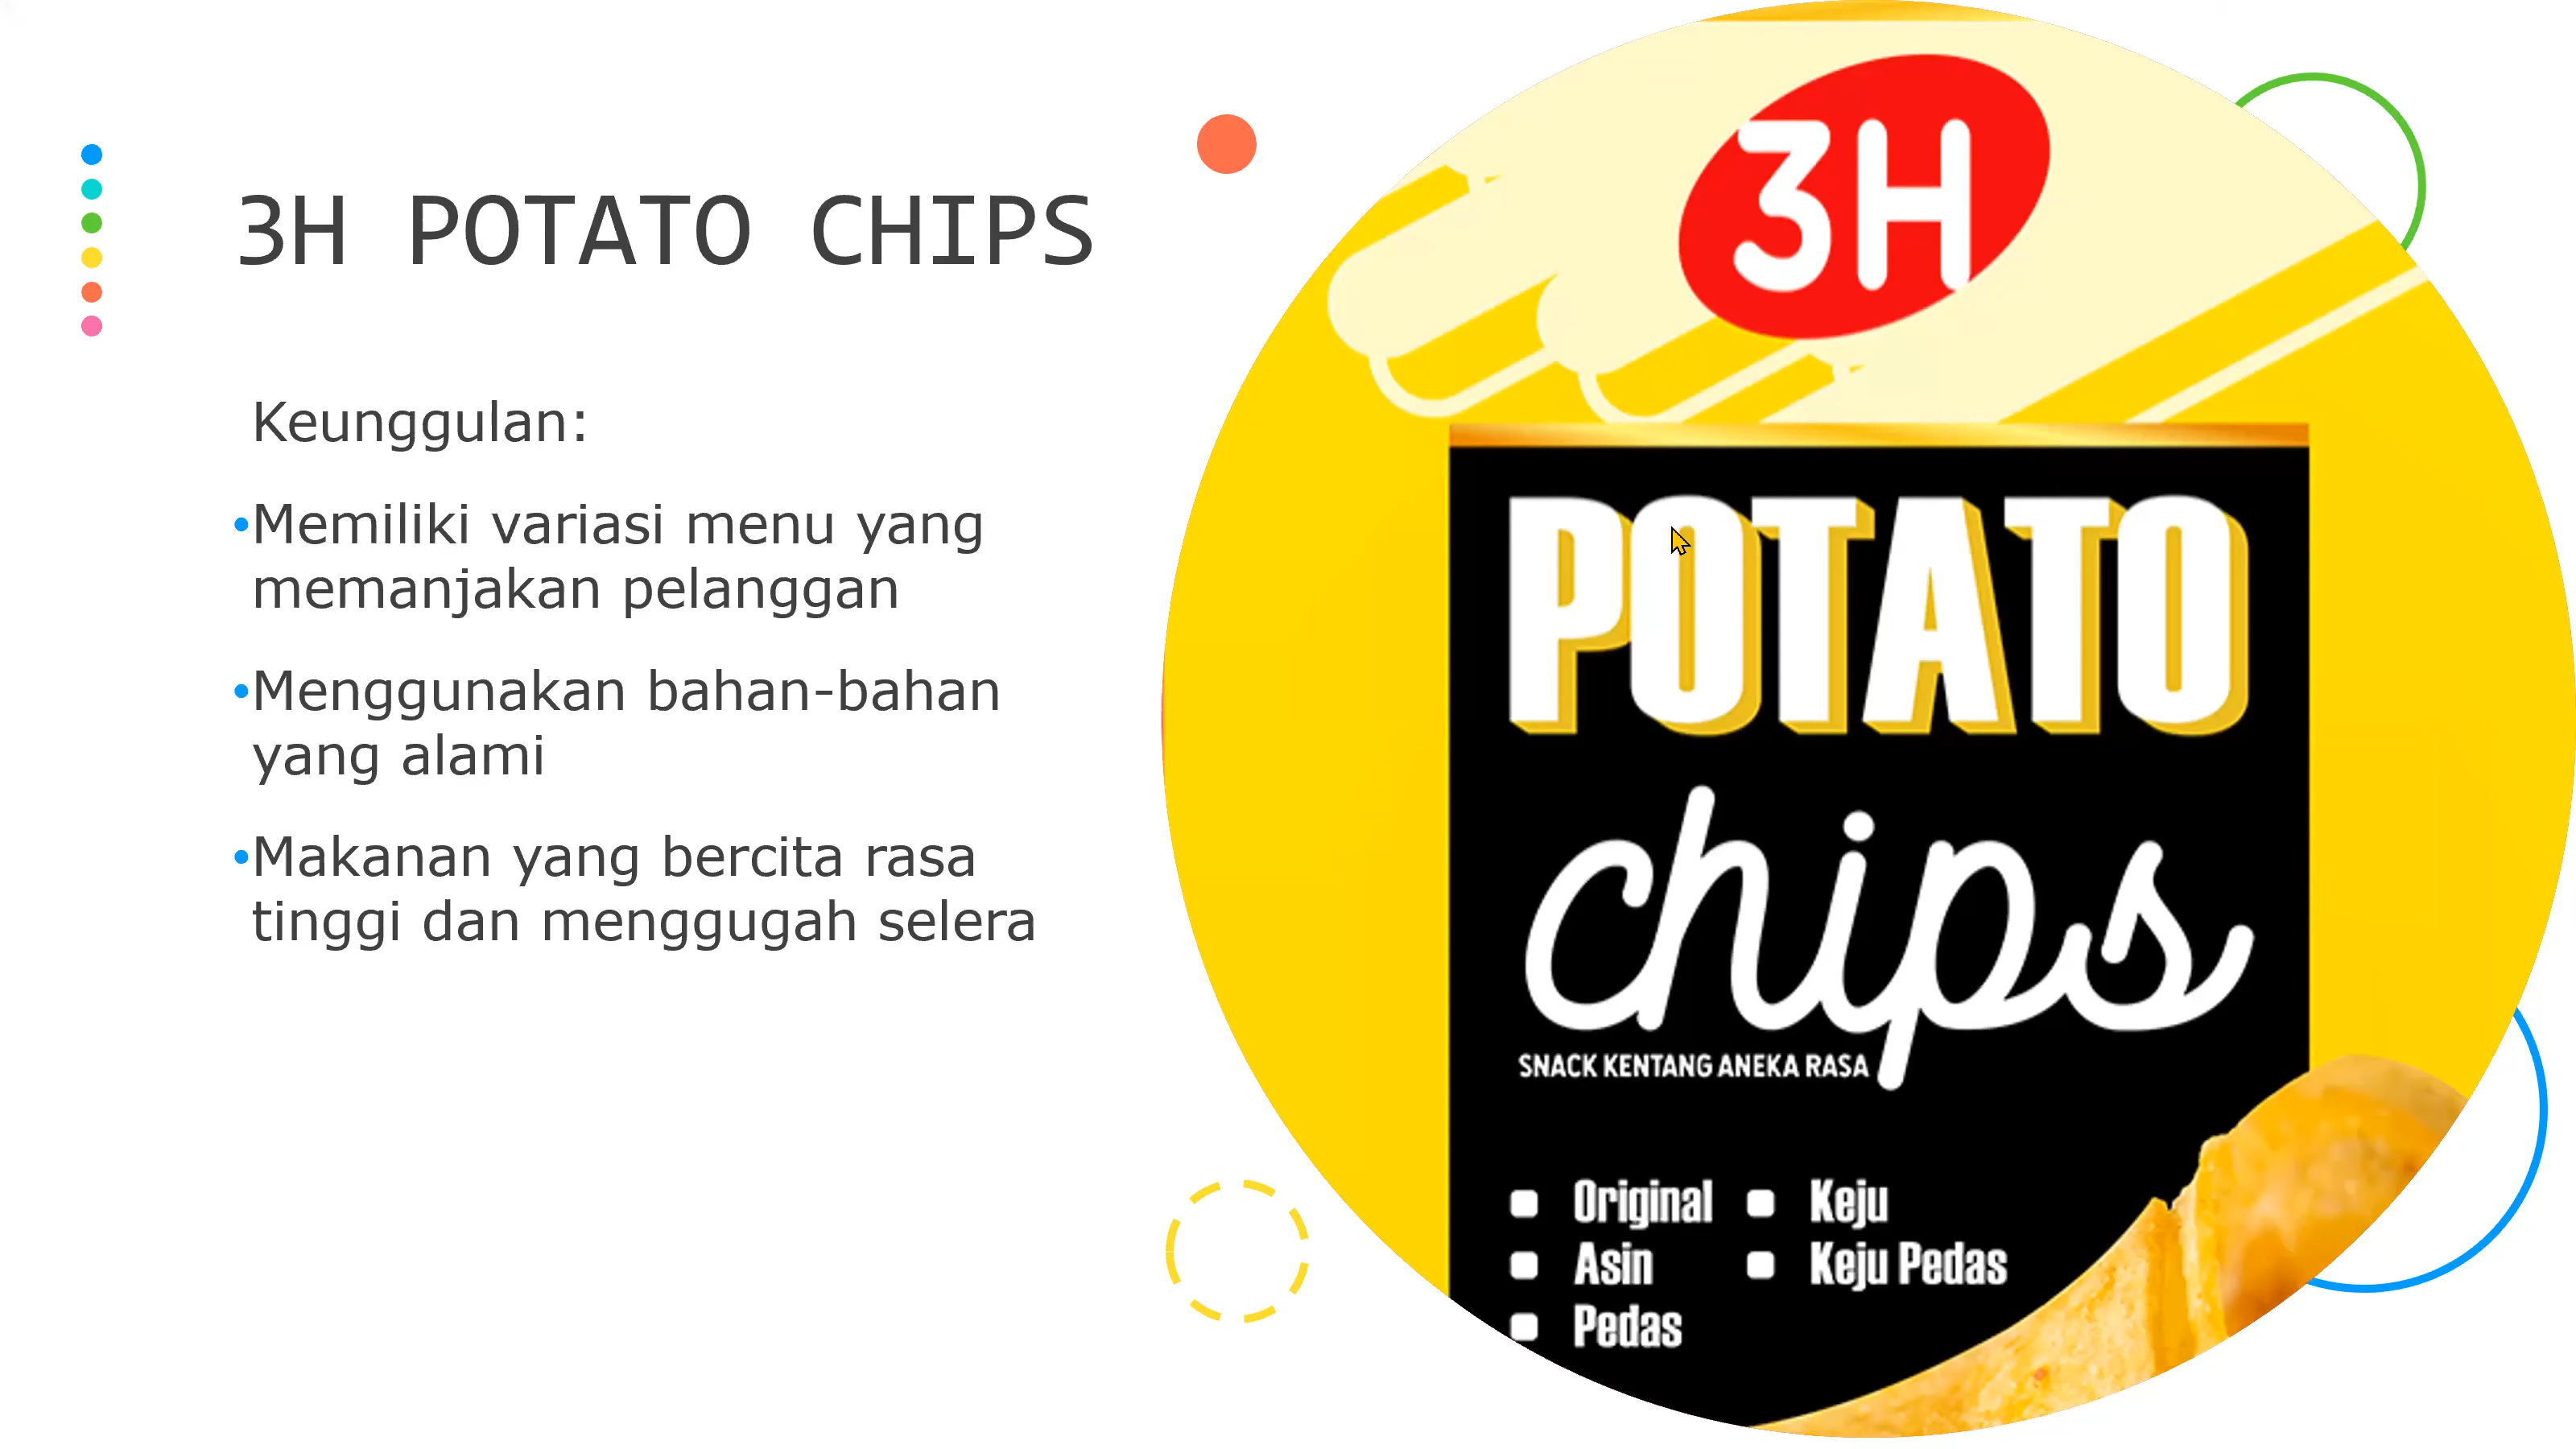 3H POTATO CHIPS
Keunggulan:
•Memiliki variasi menu yang
memanjakan pelanggan
•Menggunakan bahan-bahan
yang alami
•Makanan yang bercita rasa
tinggi dan menggugah selera
3H
POTATO
chips
SNACK KENTANG ANEKA RASA
Original
Asin
Pedas
Keju
Keju Pedas